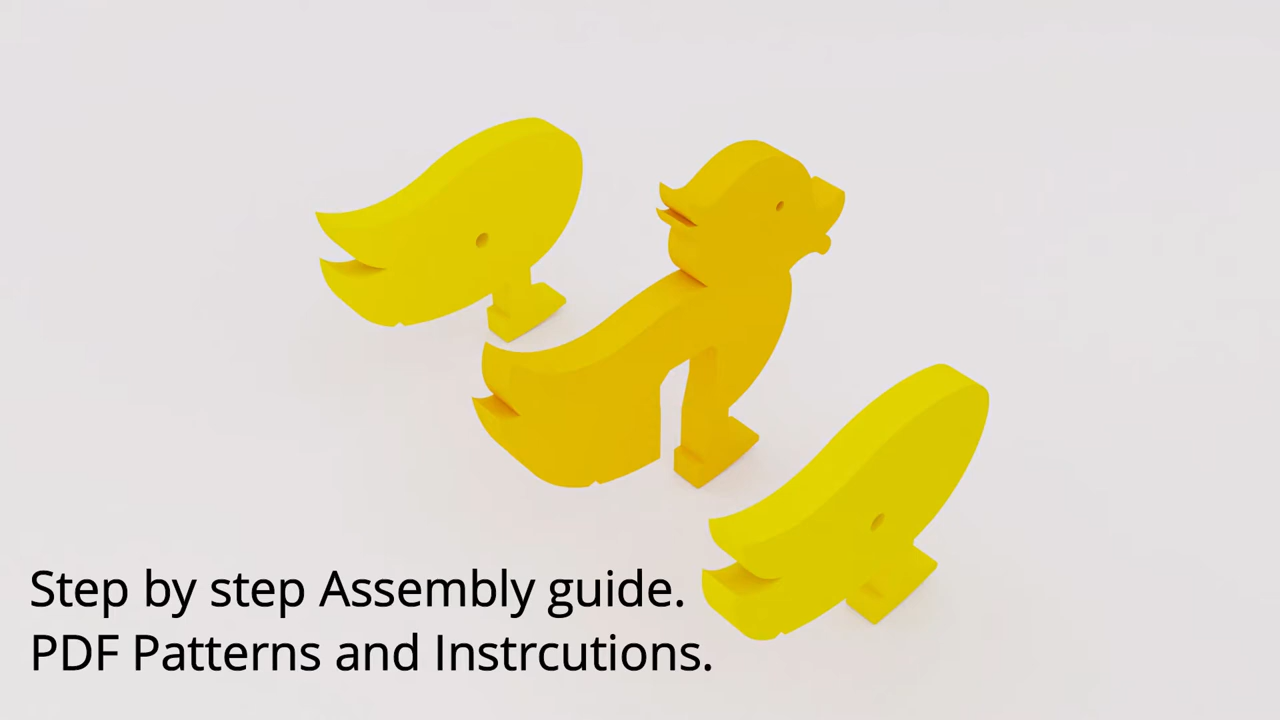 Step by step Assembly guide.
PDF Patterns and Instrcutions.